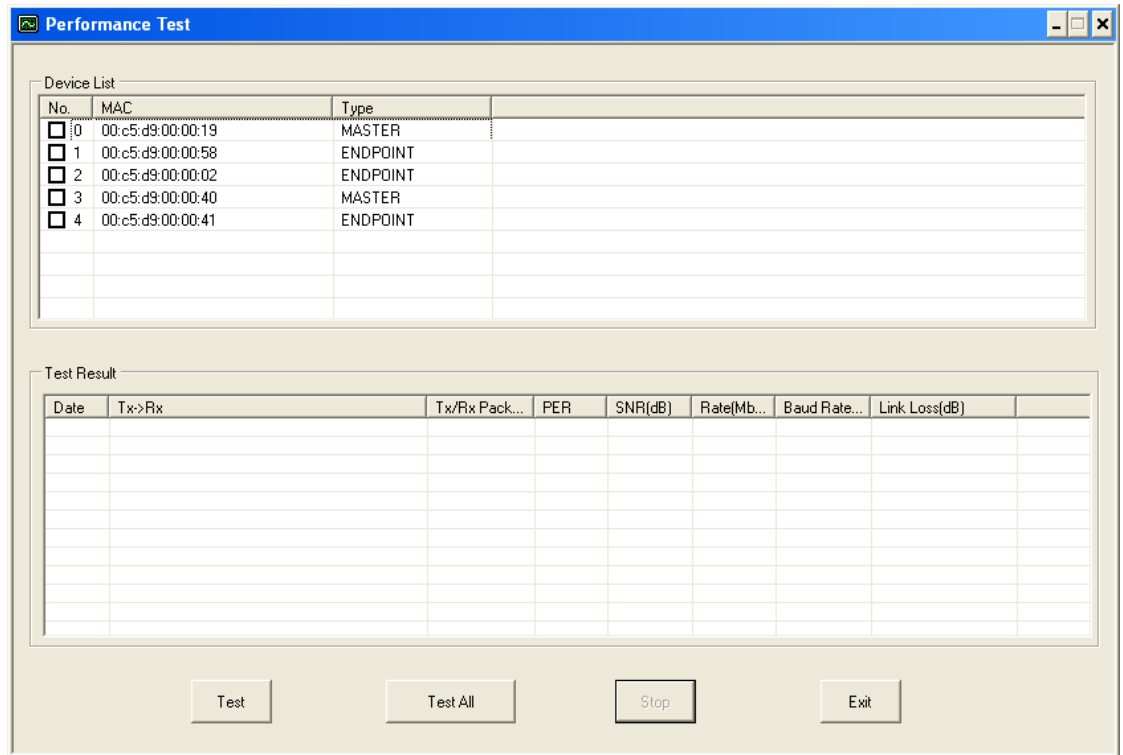 Performance Test
Device List
No. MAC Type
0 00:c5:d9:00:00:19 MASTER
1 00:c5:d9:00:00:58 ENDPOINT
2 00:c5:d9:00:00:02 ENDPOINT
3 00:c5:d9:00:00:40 MASTER
4 00:c5:d9:00:00:41 ENDPOINT
Test Result
Date Tx->Rx Tx/Rx Pack... PER SNR(dB) Rate(Mb... Baud Rate... Link Loss(dB)
Test Test All Stop Exit